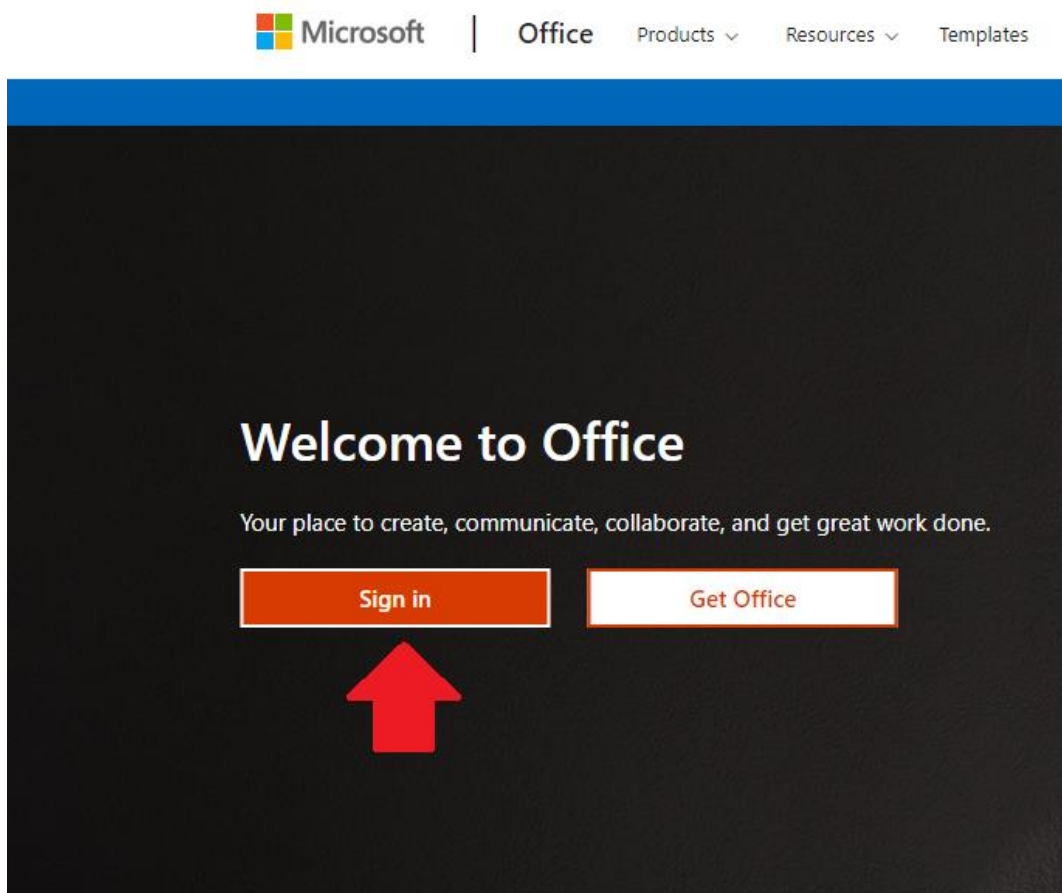 Microsoft | Office Products Resources Templates
Welcome to Office
Your place to create, communicate, collaborate, and get great work done.
Sign in Get Office